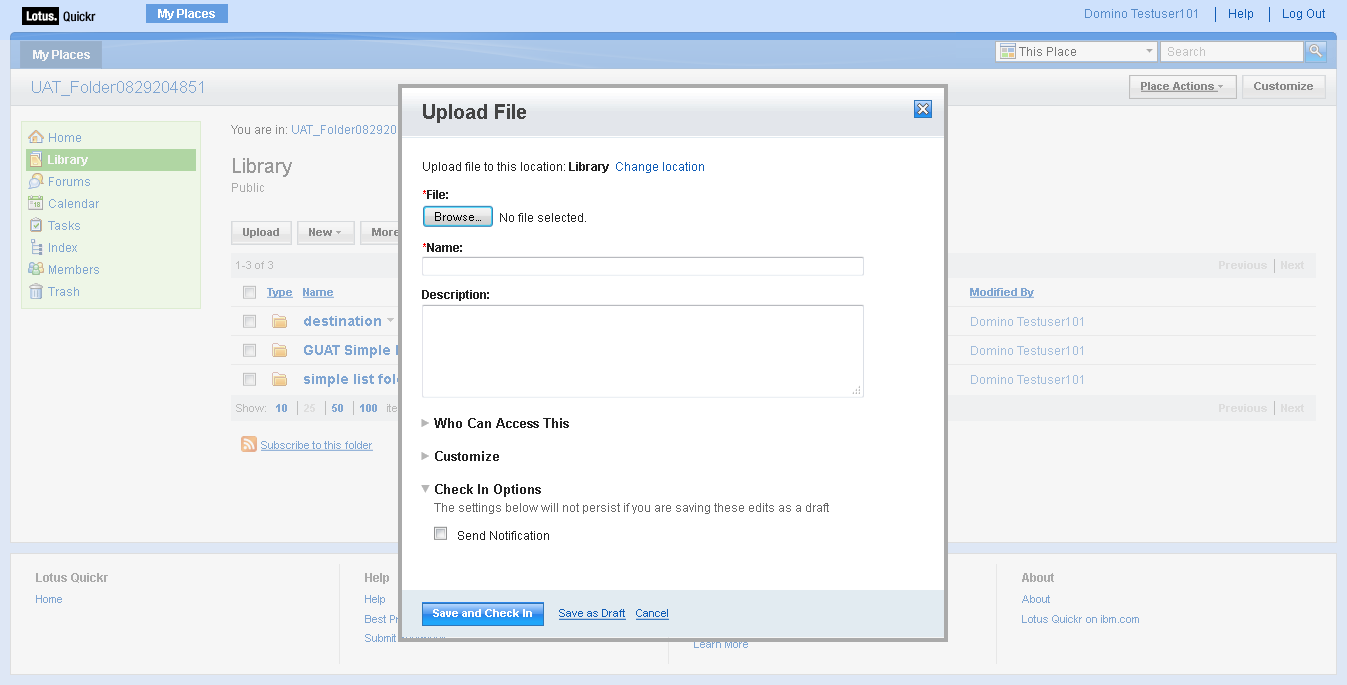 Lotus. Quickr
My Places
Domino Testuser101 | Help | Log Out
My Places
This Place
Search
UAT_Folder0829204851
Place Actions
Customize
Home
Library
Forums
Calendar
Tasks
Index
Members
Trash
You are in: UAT_Folder082920
Library
Public
Upload
New
More
1-3 of 3
Previous | Next
Type Name
Modified By
destination
Domino Testuser101
GUAT Simple
Domino Testuser101
simple list fol
Domino Testuser101
Show: 10 | 25 | 50 | 100 ite
Previous | Next
Subscribe to this folder
Upload File
Upload file to this location: Library Change location
*File:
Browse... No file selected.
*Name:
Description:
Who Can Access This
Customize
Check In Options
The settings below will not persist if you are saving these edits as a draft
Send Notification
Save and Check In
Save as Draft
Cancel
Lotus Quickr
Home
Help
Help
Best P
Submit
Learn More
About
About
Lotus Quickr on ibm.com